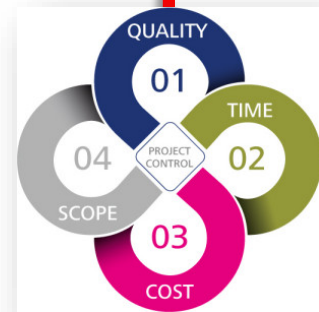 QUALITY
01
TIME
02
PROJECT
CONTROL
04
SCOPE
03
COST